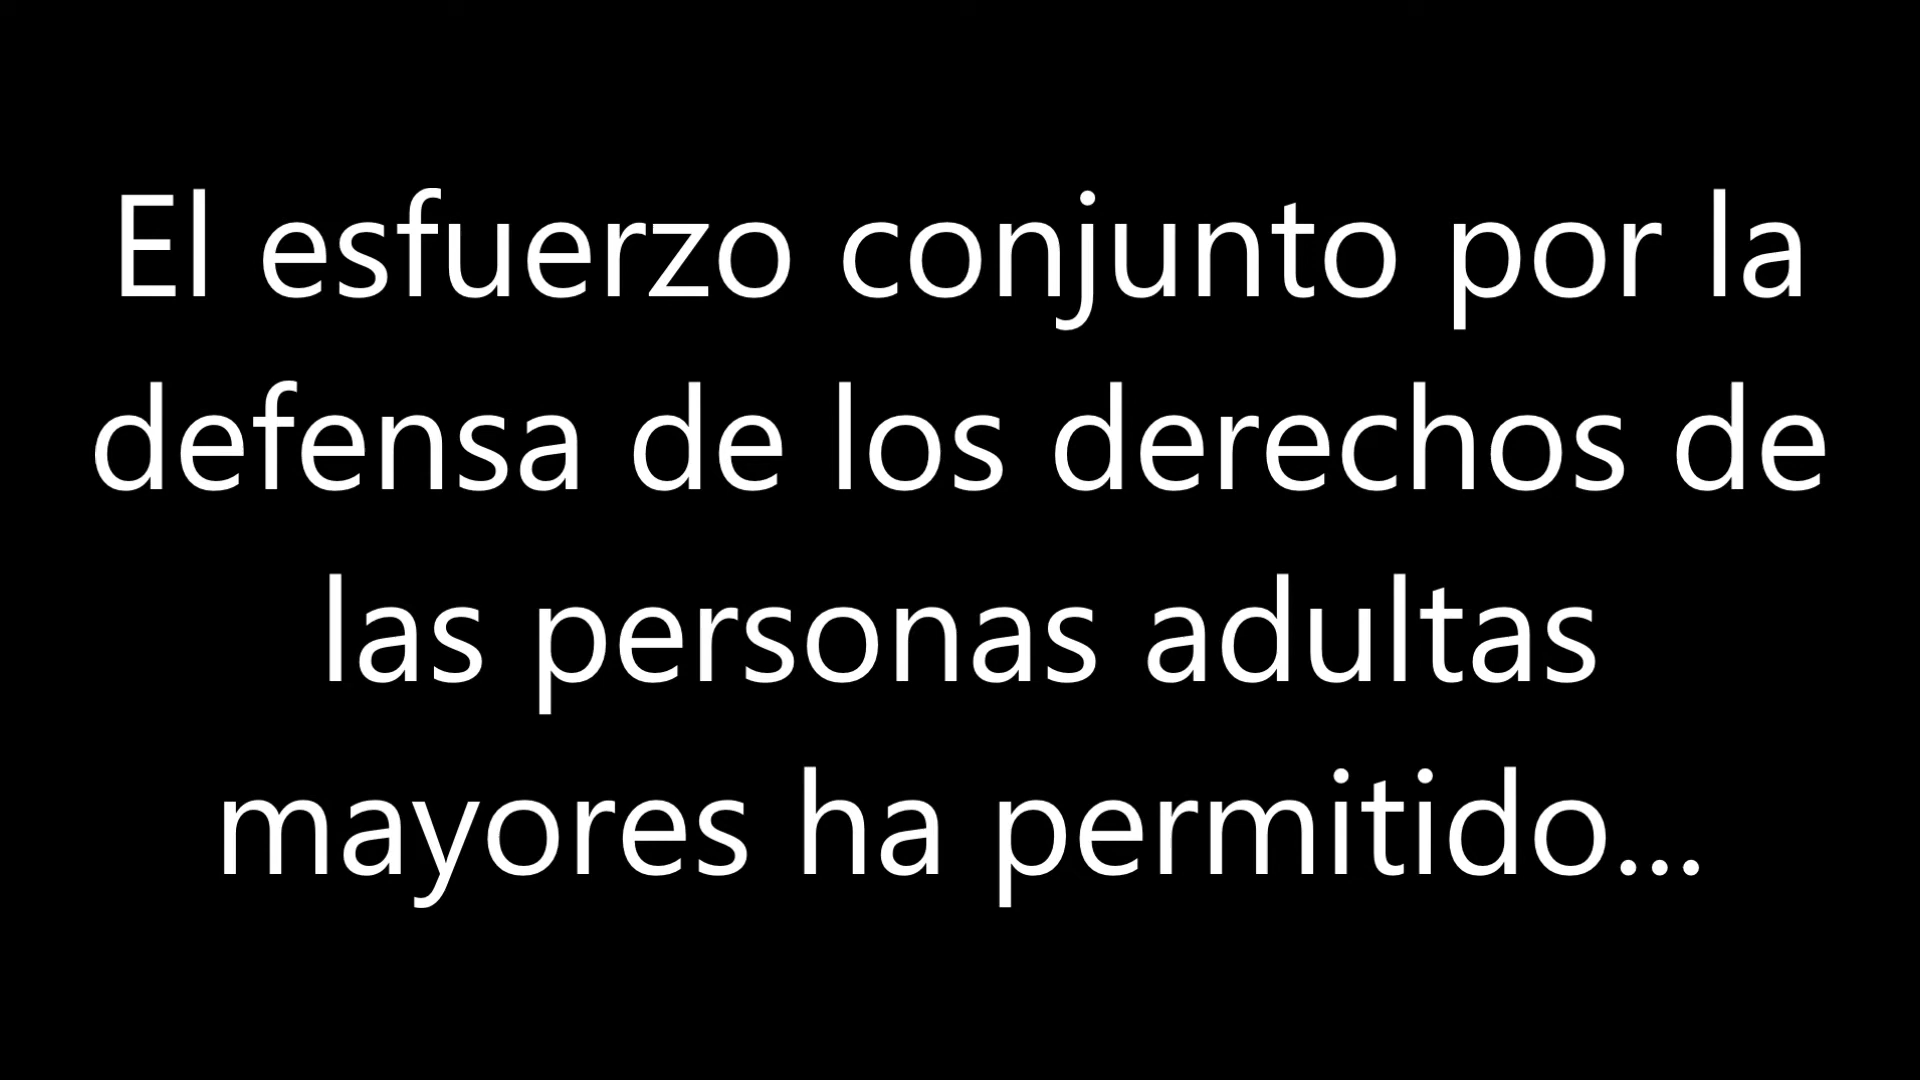 El esfuerzo conjunto por la
defensa de los derechos de
las personas adultas
mayores ha permitido...